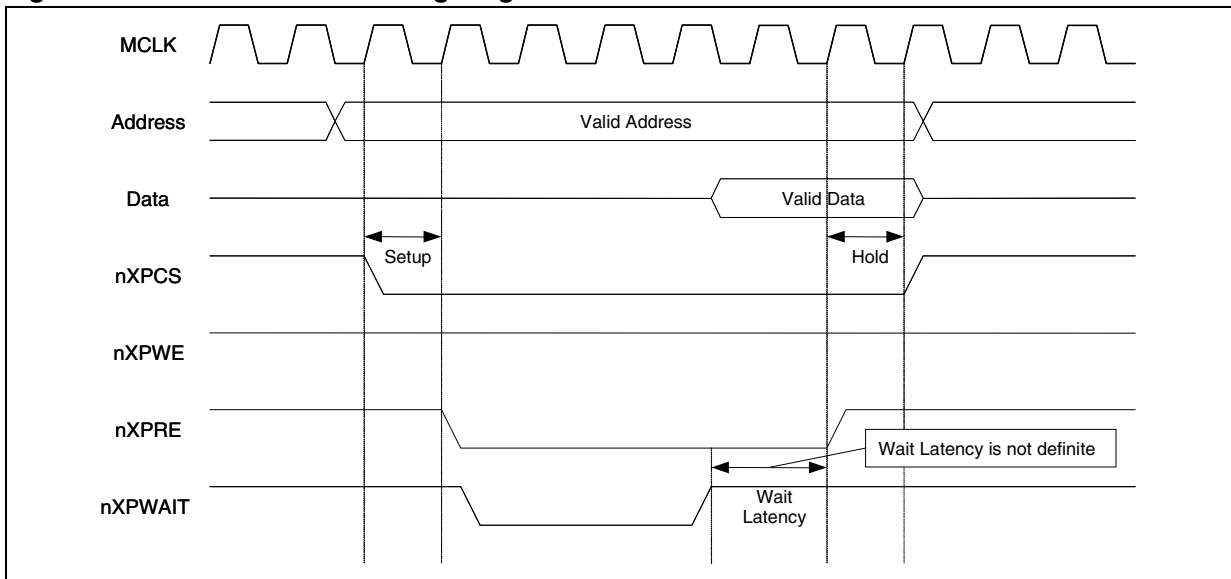 MCLK
Address
Valid Address
Data
Valid Data
Setup
Hold
nXPCS
nXPWE
nXPRE
Wait Latency is not definite
nXPWAIT
Wait
Latency